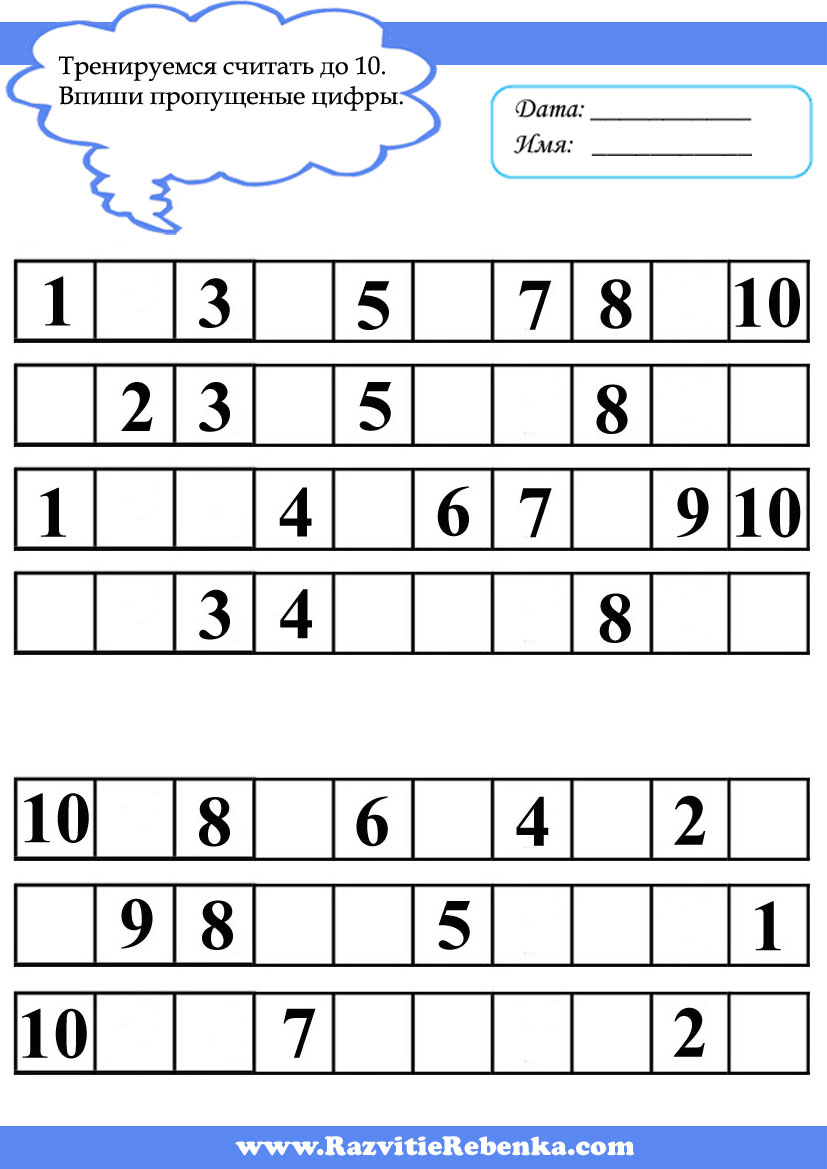 Тренируемся считать до 10.
Впиши пропущеные цифры.
Дата: ____________
Имя: ____________
1 3 5 7 8 10
2 3 5 8
1 4 6 7 9 10
3 4 8
10 8 6 4 2
9 8 5 1
10 7 2
www.RazvitieRebenka.com